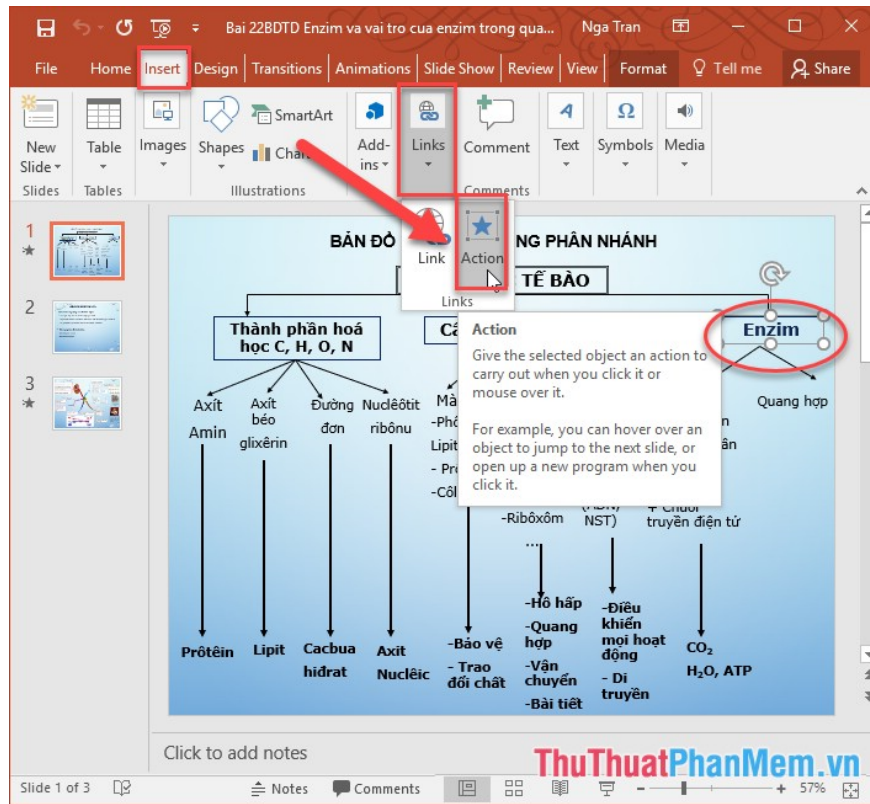 Bai 22BDTD Enzim va vai tro cua enzim trong qua... Nga Tran
File Home Insert Design Transitions Animations Slide Show Review View Format Tell me Share
New Slide Table Images Shapes SmartArt Add-ins Links Comment Text Symbols Media
Slides Tables Illustrations Comments
Link Action
Links
1
2
3
BẢN ĐỒ NG PHÂN NHÁNH
TẾ BÀO
Thành phần hoá
học C, H, O, N
Enzim
Action
Give the selected object an action to
carry out when you click it or
mouse over it.
For example, you can hover over an
object to jump to the next slide, or
open up a new program when you
click it.
Axít
Amin
Axít
béo
glixêrin
Đường
đơn
Nuclêôtit
ribônu
Lipit
Quang hợp
-Ribôxôm
...
NST)
truyền điện tử
Prôtêin
Lipit
Cacbua
hiđrat
Axit
Nuclêic
-Bảo vệ
- Trao
đổi chất
-Hô hấp
-Quang
hợp
-Vận
chuyển
-Bài tiết
-Điều
khiển
mọi hoạt
động
- Di
truyền
CO₂
H₂O, ATP
Click to add notes
ThuThuatPhanMem.vn
Slide 1 of 3 Notes Comments 57%